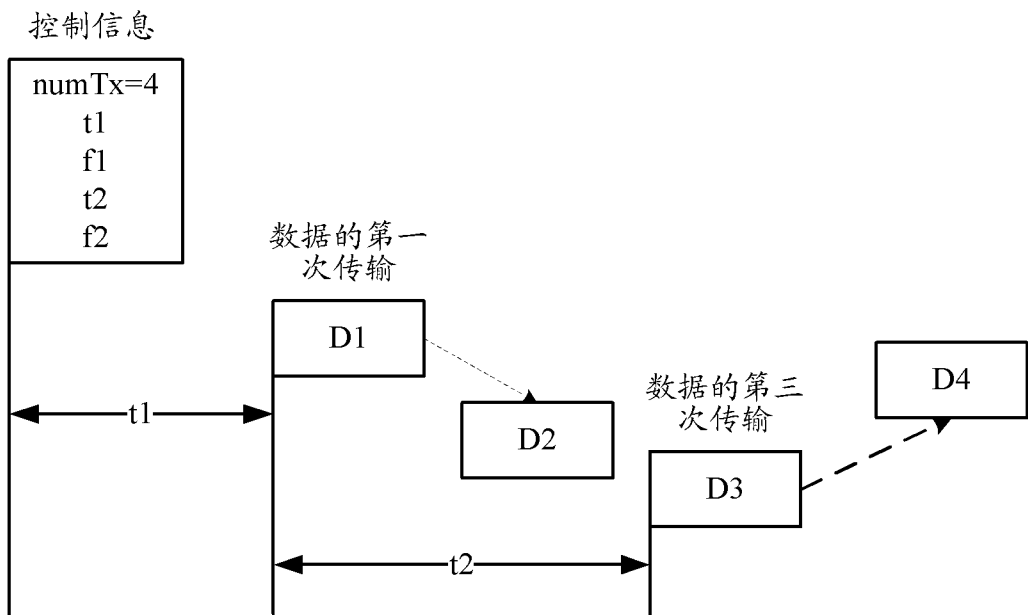 控制信息
numTx=4
t1
f1
t2
f2
数据的第一
次传输
D1
D4
数据的第三
次传输
t1
D2
D3
t2